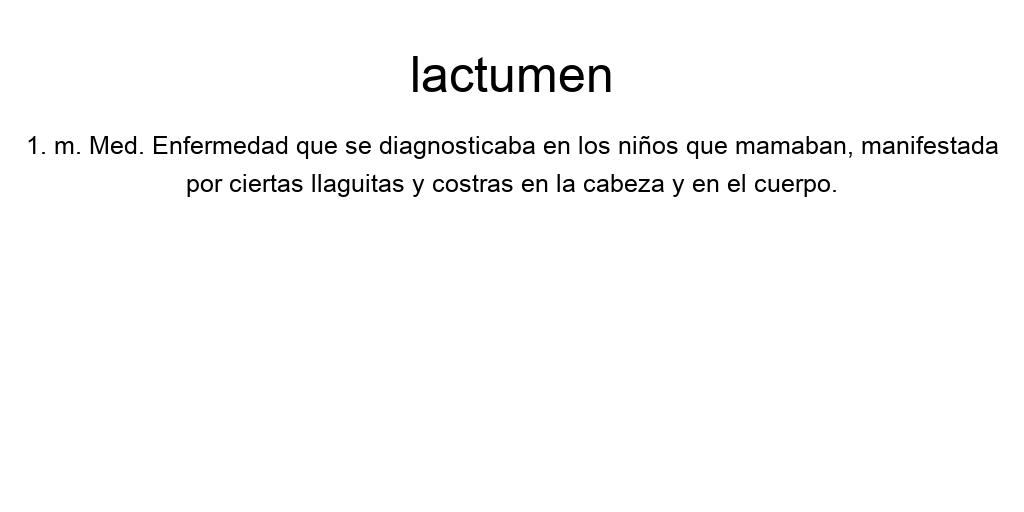 lactumen
1. m. Med. Enfermedad que se diagnosticaba en los niños que mamaban, manifestada
por ciertas llaguitas y costras en la cabeza y en el cuerpo.